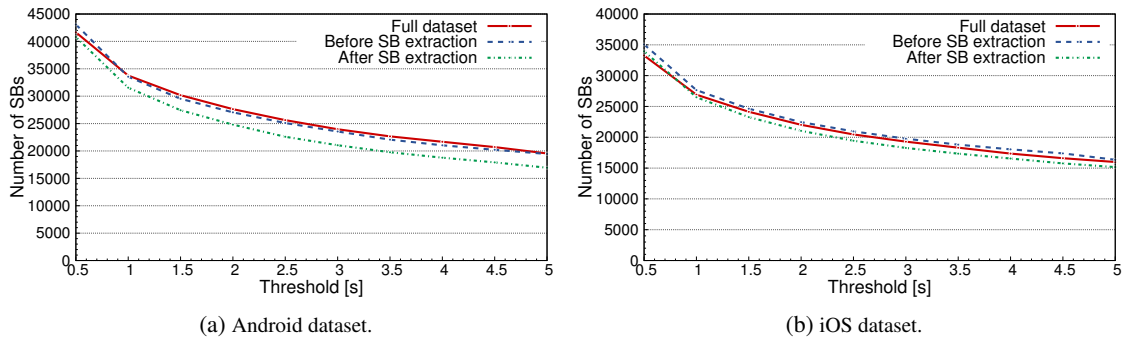 45000
40000
35000
30000
25000
20000
15000
10000
5000
0
Number of SBs
Full dataset
Before SB extraction
After SB extraction
0.5 1 1.5 2 2.5 3 3.5 4 4.5 5
Threshold [s]
(a) Android dataset.
40000
35000
30000
25000
20000
15000
10000
5000
0
Number of SBs
Full dataset
Before SB extraction
After SB extraction
0.5 1 1.5 2 2.5 3 3.5 4 4.5 5
Threshold [s]
(b) iOS dataset.